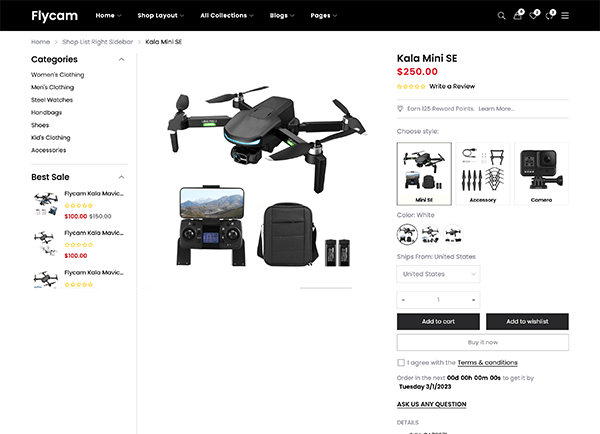 Flycam
Home
Shop Layout
All Collections
Blogs
Pages
Home > Shop List Right Sidebar > Kala Mini SE
Categories
Women's Clothing
Men's Clothing
Steel Watches
Handbags
Shoes
Kid's Clothing
Accessories
Best Sale
Flycam Kala Mavic...
$100.00 $150.00
Flycam Kala Mavic...
$100.00
Flycam Kala Mavic...
Kala Mini SE
$250.00
Write a Review
Earn 125 Reward Points. Learn More...
Choose style:
Mini SE
Accessory
Camera
Color: White
Ships From: United States
United States
- 1 +
Add to cart
Add to wishlist
Buy it now
I agree with the Terms & conditions
Order in the next 00d 00h 00m 00s to get it by
Tuesday 3/1/2023
ASK US ANY QUESTION
DETAILS